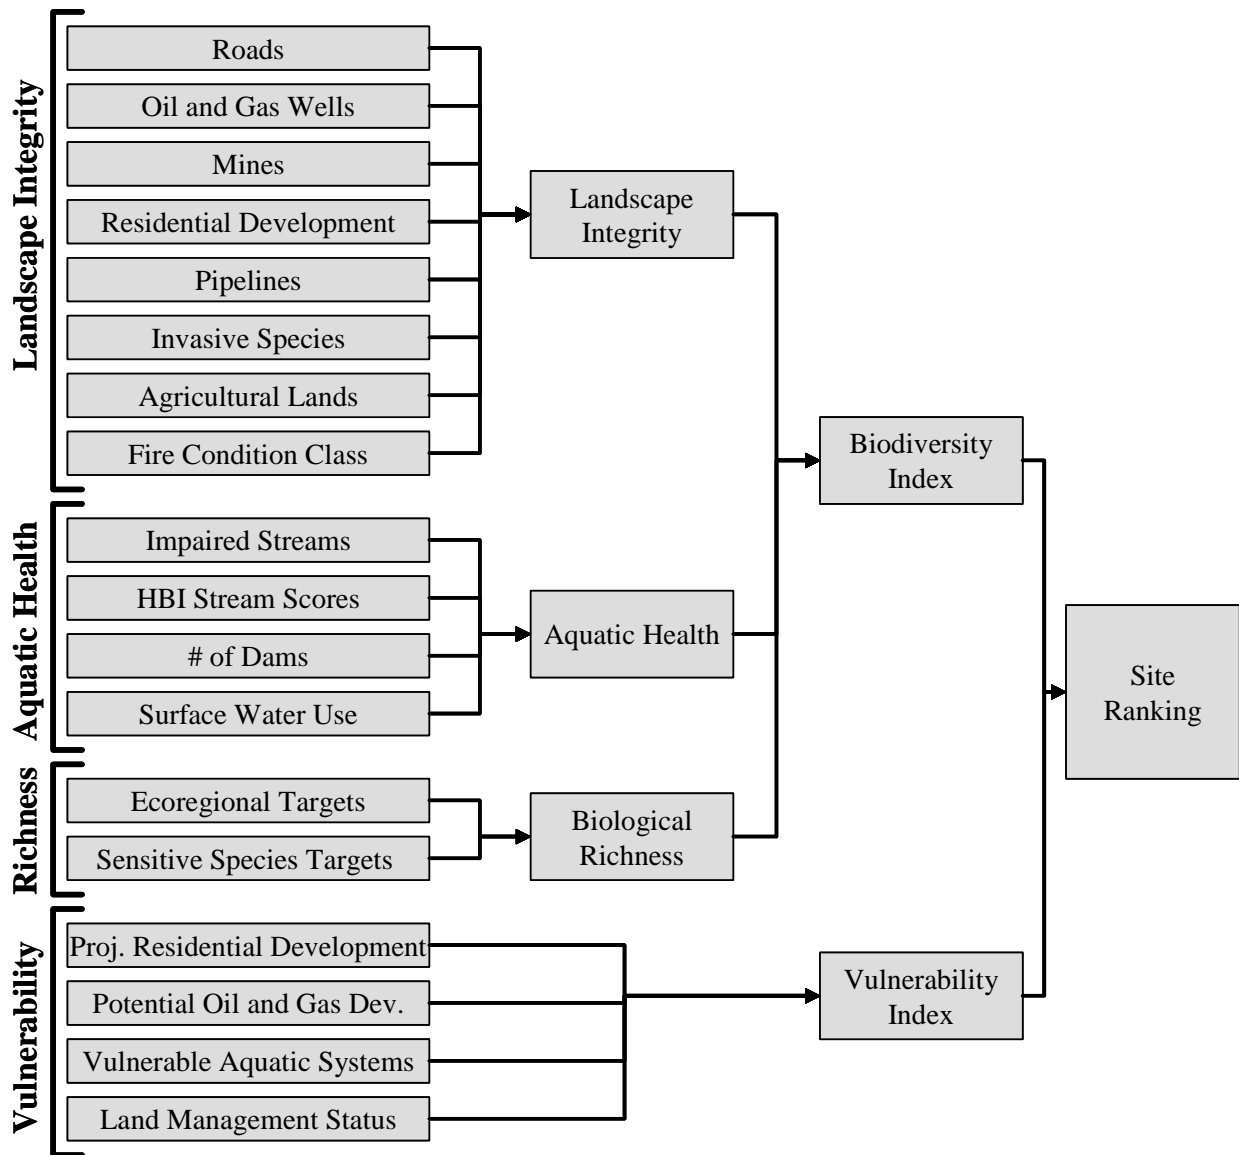 Landscape Integrity
Roads
Oil and Gas Wells
Mines
Residential Development
Pipelines
Invasive Species
Agricultural Lands
Fire Condition Class
Landscape
Integrity
Aquatic Health
Impaired Streams
HBI Stream Scores
# of Dams
Surface Water Use
Aquatic Health
Richness
Ecoregional Targets
Sensitive Species Targets
Biological
Richness
Biodiversity
Index
Vulnerability
Proj. Residential Development
Potential Oil and Gas Dev.
Vulnerable Aquatic Systems
Land Management Status
Vulnerability
Index
Site
Ranking